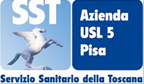 SST
Azienda
USL 5
Pisa
Servizio Sanitario della Toscana